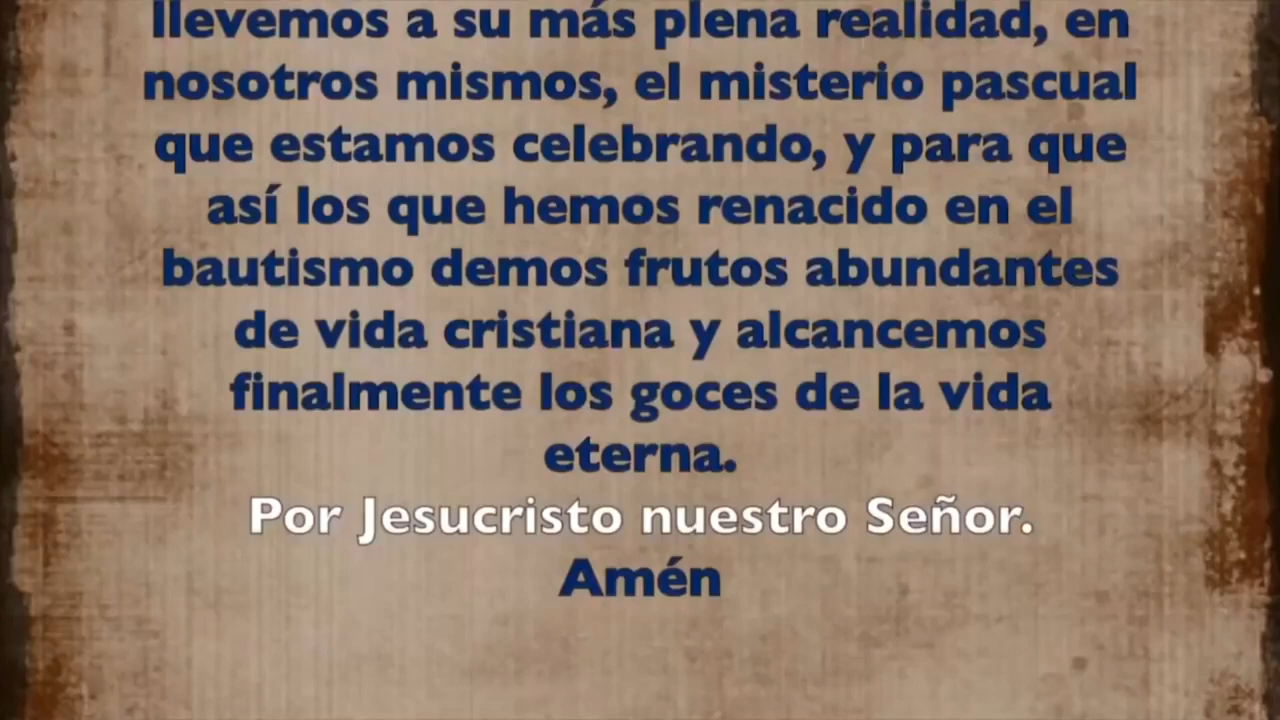 llevemos a su más plena realidad, en
nosotros mismos, el misterio pascual
que estamos celebrando, y para que
así los que hemos renacido en el
bautismo demos frutos abundantes
de vida cristiana y alcancemos
finalmente los goces de la vida
eterna.
Por Jesucristo nuestro Señor.
Amén